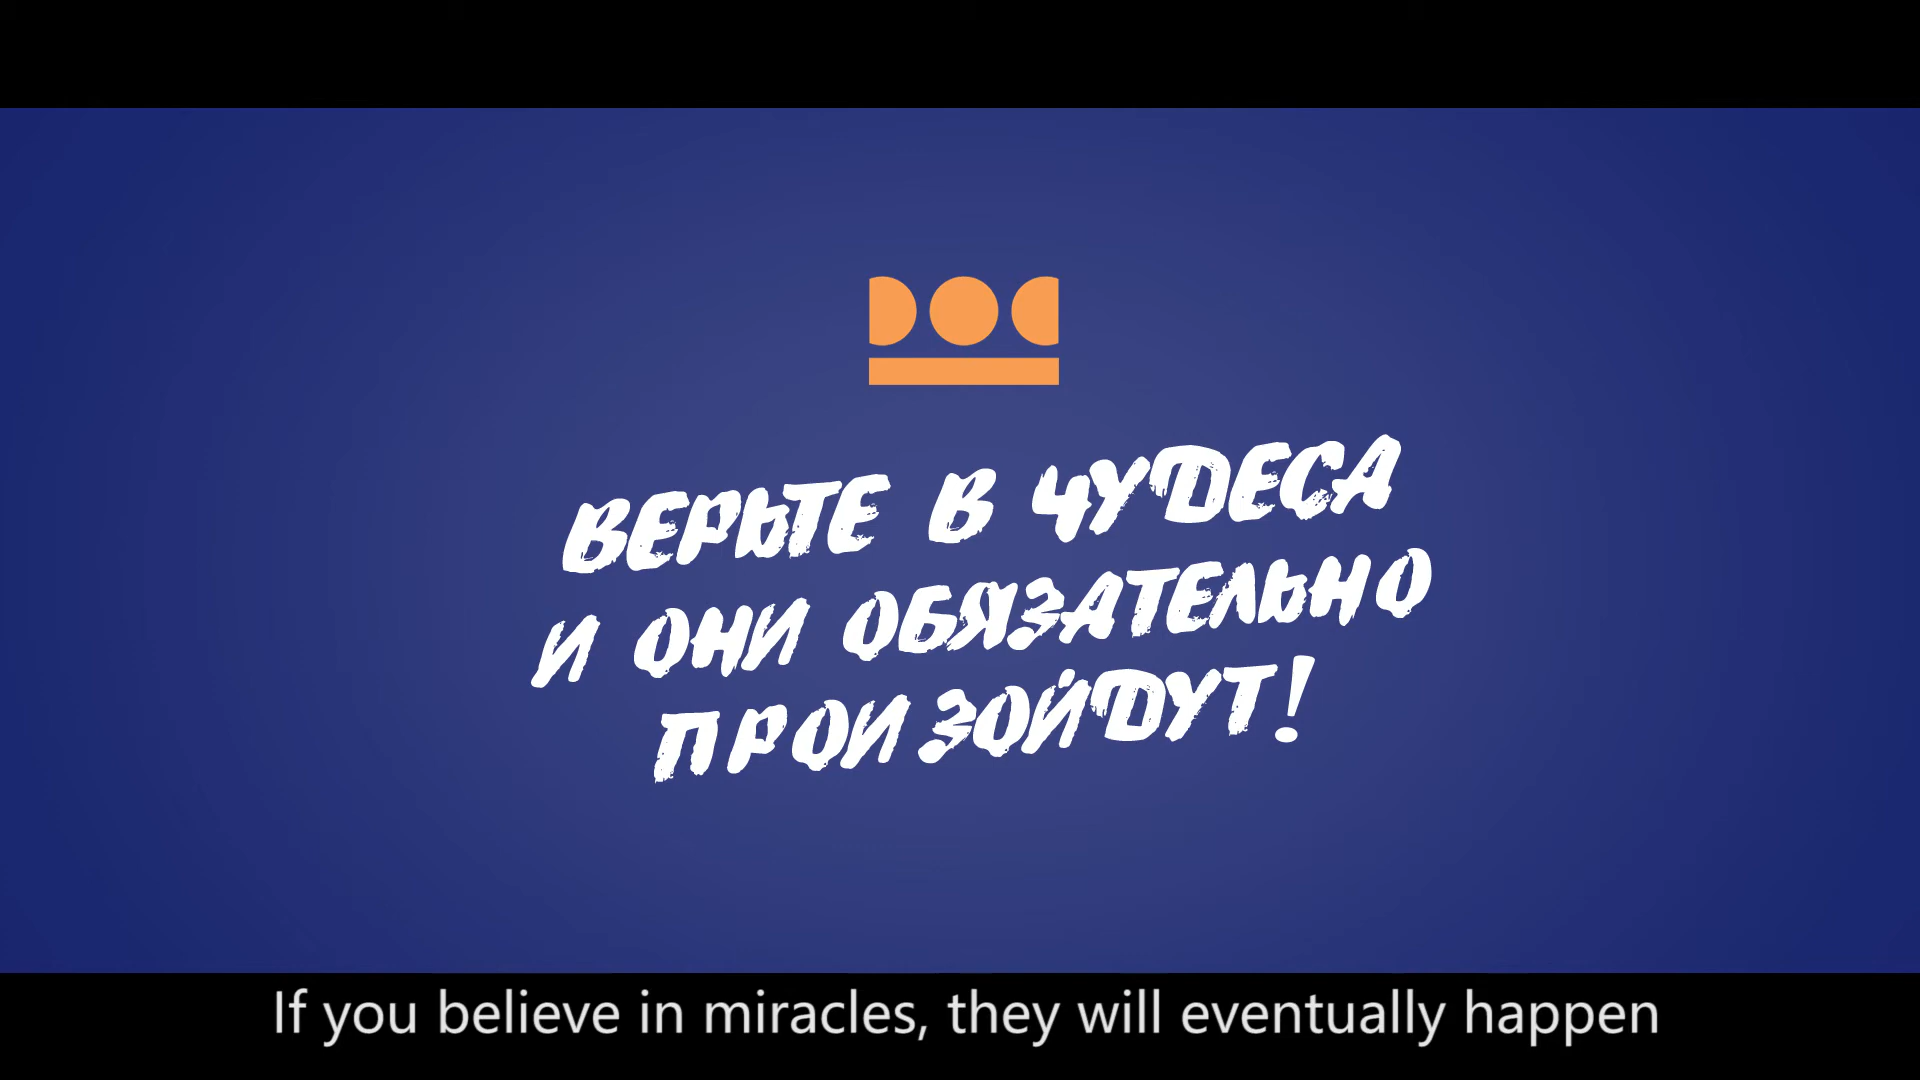 ВЕРЬТЕ В ЧУДЕСА
И ОНИ ОБЯЗАТЕЛЬНО
ПРОИЗОЙДУТ!
If you believe in miracles, they will eventually happen